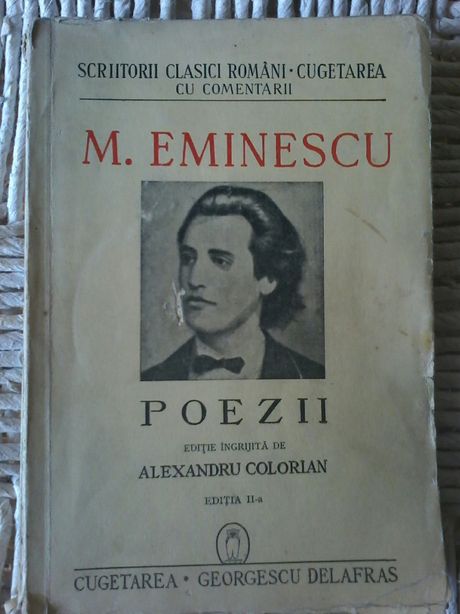 SCRIITORII CLASICI ROMÂNI • CUGETAREA
CU COMENTARII
M. EMINESCU
POEZII
EDIȚIE ÎNGRIJITĂ DE
ALEXANDRU COLORIAN
EDIȚIA II-a
CUGETAREA • GEORGESCU DELAFRAS